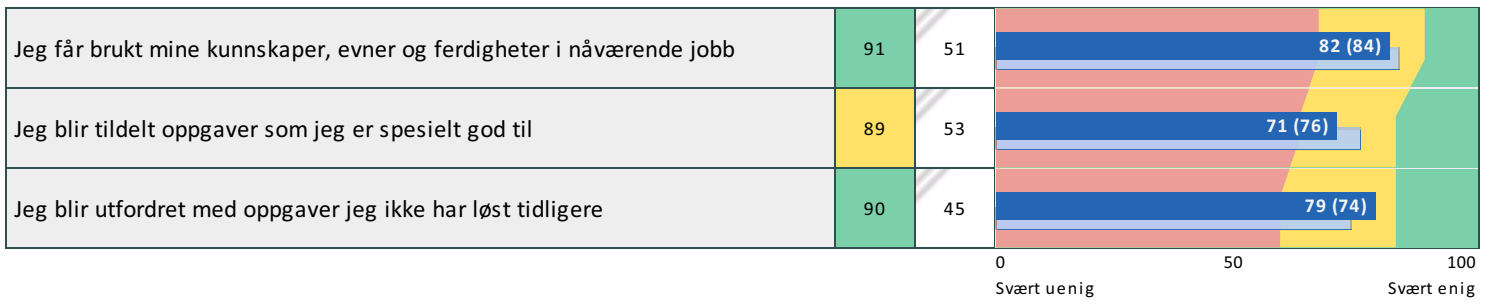 Jeg får brukt mine kunnskaper, evner og ferdigheter i nåværende jobb 91 51 82 (84)
Jeg blir tildelt oppgaver som jeg er spesielt god til 89 53 71 (76)
Jeg blir utfordret med oppgaver jeg ikke har løst tidligere 90 45 79 (74)
0 50 100
Svært uenig Svært enig